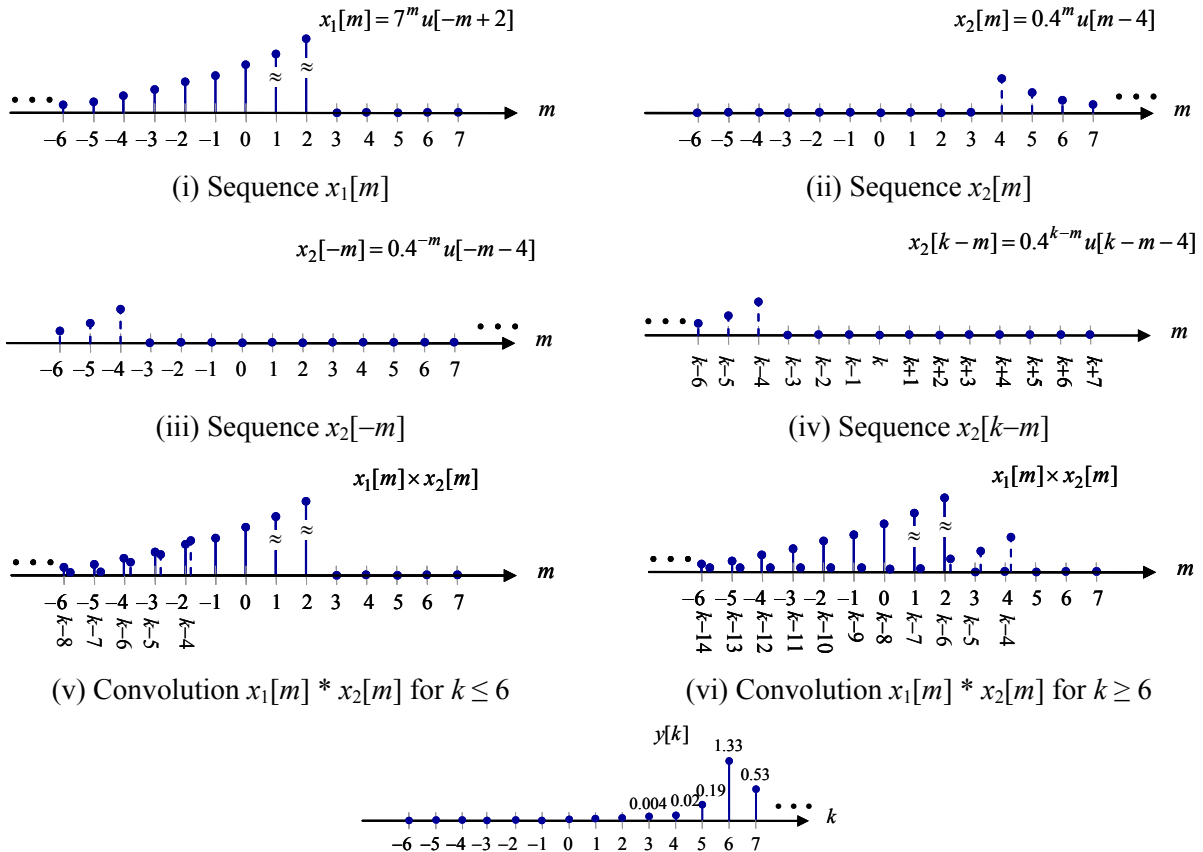 x₁[m] = 7ᵐu[−m + 2]
x₂[m] = 0.4ᵐu[m − 4]
• • •
m
−6 −5 −4 −3 −2 −1 0 1 2 3 4 5 6 7
(i) Sequence x₁[m]
• • •
m
−6 −5 −4 −3 −2 −1 0 1 2 3 4 5 6 7
(ii) Sequence x₂[m]
x₂[−m] = 0.4⁻ᵐu[−m − 4]
x₂[k − m] = 0.4ᵏ⁻ᵐu[k − m − 4]
• • •
m
−6 −5 −4 −3 −2 −1 0 1 2 3 4 5 6 7
(iii) Sequence x₂[−m]
• • •
m
k−6 k−5 k−4 k−3 k−2 k−1 k k+1 k+2 k+3 k+4 k+5 k+6 k+7
(iv) Sequence x₂[k−m]
x₁[m] × x₂[m]
x₁[m] × x₂[m]
• • •
m
−6 −5 −4 −3 −2 −1 0 1 2 3 4 5 6 7
k−8 k−7 k−6 k−5 k−4
(v) Convolution x₁[m] * x₂[m] for k ≤ 6
• • •
m
−6 −5 −4 −3 −2 −1 0 1 2 3 4 5 6 7
k−14 k−13 k−12 k−11 k−10 k−9 k−8 k−7 k−6 k−5 k−4
(vi) Convolution x₁[m] * x₂[m] for k ≥ 6
y[k]
0.004 0.02 0.19 1.33 0.53
• • •
k
−6 −5 −4 −3 −2 −1 0 1 2 3 4 5 6 7